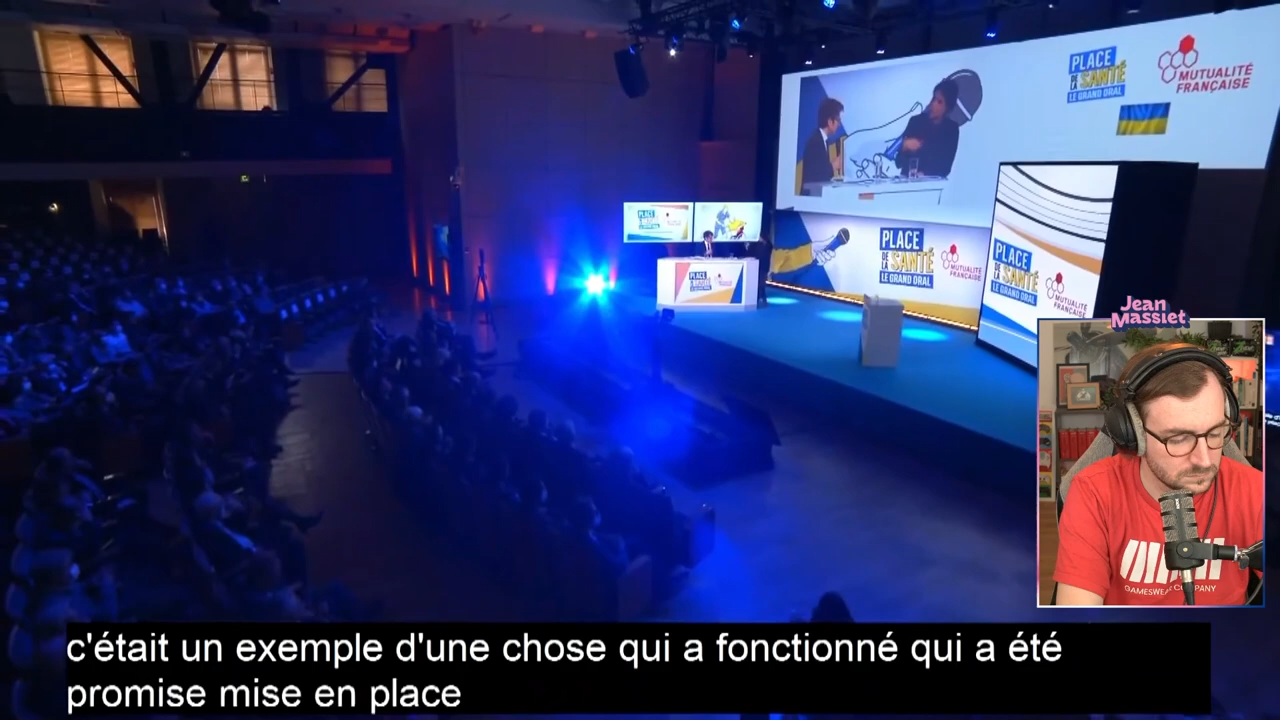 PLACE
DE LA SANTÉ
LE GRAND ORAL
MUTUALITÉ
FRANÇAISE
PLACE
DE LA SANTÉ
LE GRAND ORAL
MUTUALITÉ
FRANÇAISE
PLACE
DE LA SANTÉ
LE GRAND ORAL
MUTUALITÉ
FRANÇAISE
Jean
Massiet
GAMESWEAR COMPANY
c'était un exemple d'une chose qui a fonctionné qui a été
promise mise en place